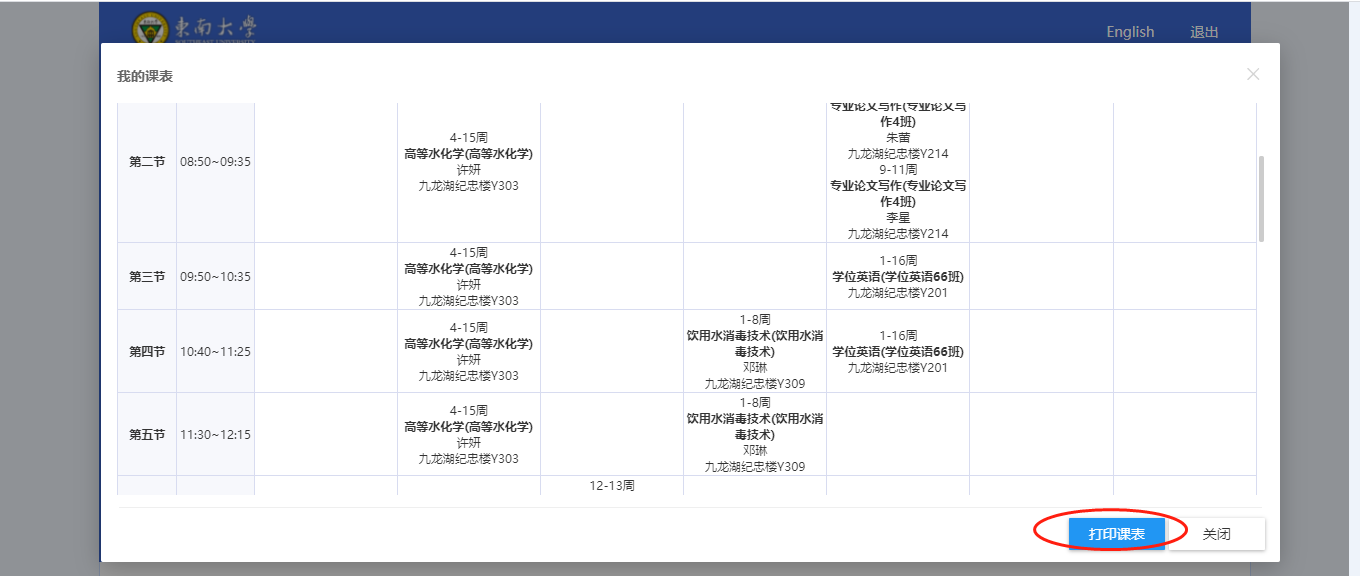 東南大學
SOUTHEAST UNIVERSITY
English
退出
我的课表
第二节
08:50~09:35
4-15周
高等水化学(高等水化学)
许妍
九龙湖纪忠楼Y303
专业论文写作(专业论文写
作4班)
朱蕾
九龙湖纪忠楼Y214
9-11周
专业论文写作(专业论文写
作4班)
李星
九龙湖纪忠楼Y214
第三节
09:50~10:35
4-15周
高等水化学(高等水化学)
许妍
九龙湖纪忠楼Y303
1-16周
学位英语(学位英语66班)
九龙湖纪忠楼Y201
第四节
10:40~11:25
4-15周
高等水化学(高等水化学)
许妍
九龙湖纪忠楼Y303
1-8周
饮用水消毒技术(饮用水消
毒技术)
邓琳
九龙湖纪忠楼Y309
1-16周
学位英语(学位英语66班)
九龙湖纪忠楼Y201
第五节
11:30~12:15
4-15周
高等水化学(高等水化学)
许妍
九龙湖纪忠楼Y303
1-8周
饮用水消毒技术(饮用水消
毒技术)
邓琳
九龙湖纪忠楼Y309
12-13周
打印课表
关闭